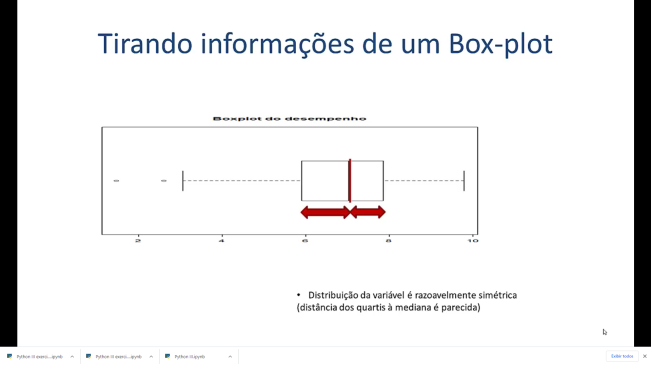 Tirando informações de um Box-plot
Boxplot do desempenho
2 4 6 8 10
• Distribuição da variável é razoavelmente simétrica
(distância dos quartis à mediana é parecida)
Python III exerci....ipynb Python III exerci....ipynb Python III.ipynb Exibir todos